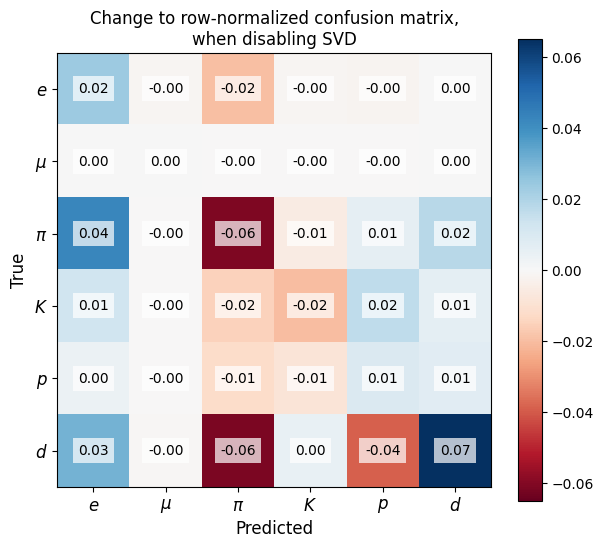 Change to row-normalized confusion matrix,
when disabling SVD
e 0.02 -0.00 -0.02 -0.00 -0.00 0.00
μ 0.00 0.00 -0.00 -0.00 -0.00 0.00
π 0.04 -0.00 -0.06 -0.01 0.01 0.02
K 0.01 -0.00 -0.02 -0.02 0.02 0.01
p 0.00 -0.00 -0.01 -0.01 0.01 0.01
d 0.03 -0.00 -0.06 0.00 -0.04 0.07
e μ π K p d
Predicted
True
0.06
0.04
0.02
0.00
−0.02
−0.04
−0.06